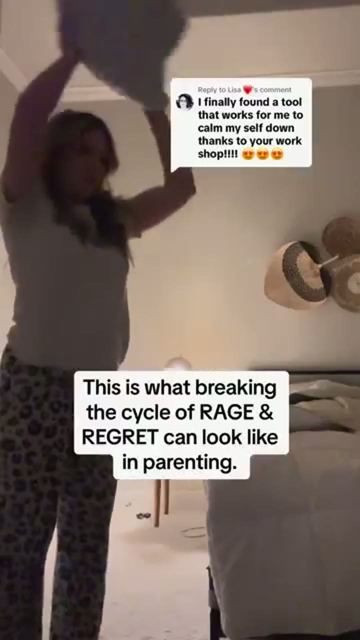 Reply to Lisa ❤️'s comment
I finally found a tool
that works for me to
calm my self down
thanks to your work
shop!!!! 😍😍😍
This is what breaking
the cycle of RAGE &
REGRET can look like
in parenting.